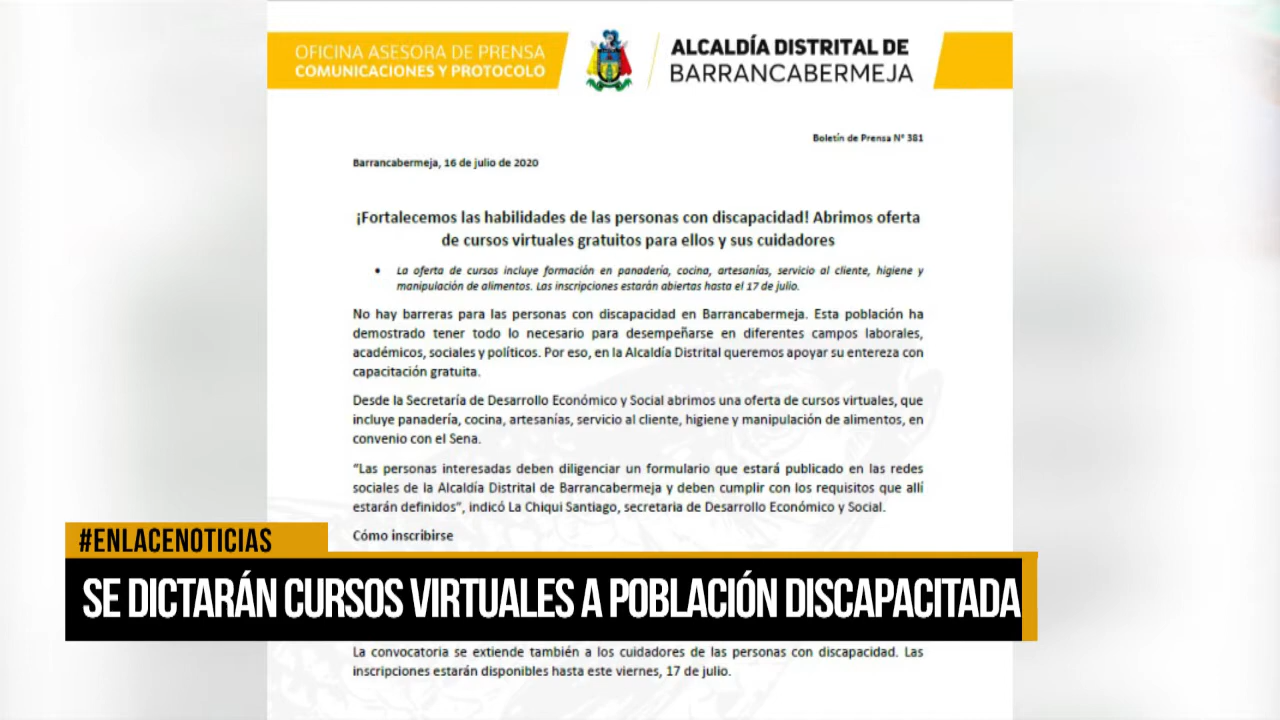 OFICINA ASESORA DE PRENSA
COMUNICACIONES Y PROTOCOLO
ALCALDÍA DISTRITAL DE
BARRANCABERMEJA
Boletín de Prensa N° 381
Barrancabermeja, 16 de julio de 2020
¡Fortalecemos las habilidades de las personas con discapacidad! Abrimos oferta
de cursos virtuales gratuitos para ellos y sus cuidadores
• La oferta de cursos incluye formación en panadería, cocina, artesanías, servicio al cliente, higiene y
manipulación de alimentos. Las inscripciones estarán abiertas hasta el 17 de julio.
No hay barreras para las personas con discapacidad en Barrancabermeja. Esta población ha
demostrado tener todo lo necesario para desempeñarse en diferentes campos laborales,
académicos, sociales y políticos. Por eso, en la Alcaldía Distrital queremos apoyar su entereza con
capacitación gratuita.
Desde la Secretaría de Desarrollo Económico y Social abrimos una oferta de cursos virtuales, que
incluye panadería, cocina, artesanías, servicio al cliente, higiene y manipulación de alimentos, en
convenio con el Sena.
“Las personas interesadas deben diligenciar un formulario que estará publicado en las redes
sociales de la Alcaldía Distrital de Barrancabermeja y deben cumplir con los requisitos que allí
estarán definidos”, indicó La Chiqui Santiago, secretaria de Desarrollo Económico y Social.
Cómo inscribirse
#ENLACENOTICIAS
SE DICTARÁN CURSOS VIRTUALES A POBLACIÓN DISCAPACITADA
La convocatoria se extiende también a los cuidadores de las personas con discapacidad. Las
inscripciones estarán disponibles hasta este viernes, 17 de julio.